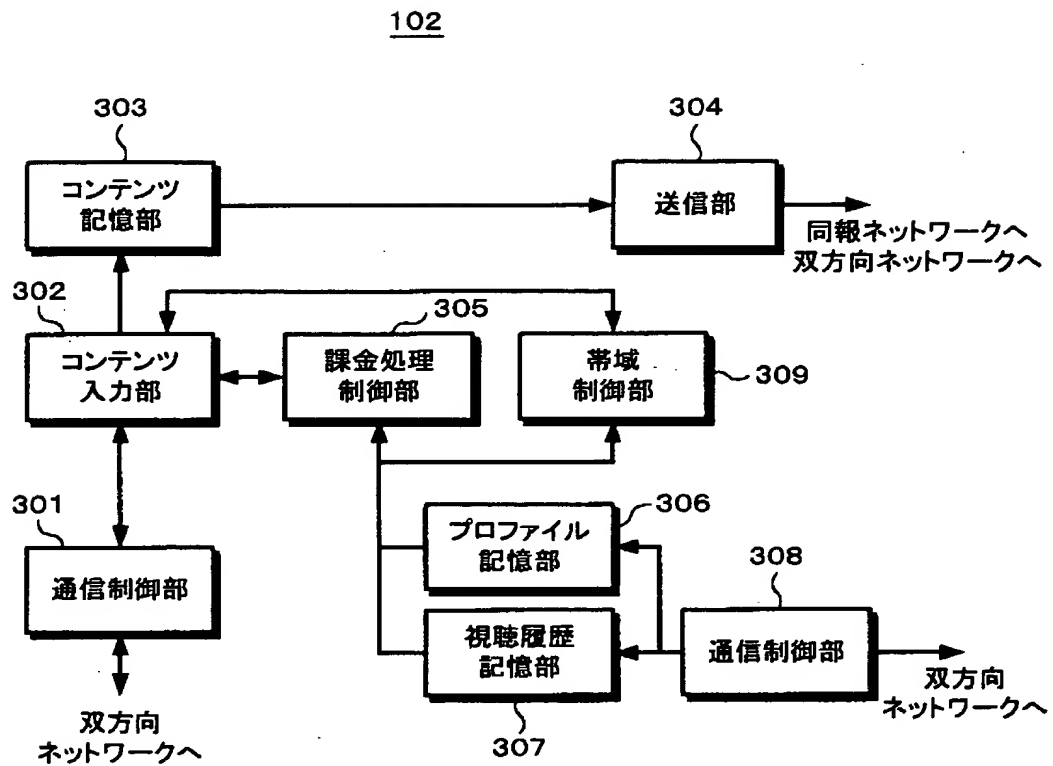 102
303
304
コンテンツ
記憶部
送信部
同報ネットワークへ
双方向ネットワークへ
302
305
コンテンツ
入力部
課金処理
制御部
帯域
制御部
309
301
306
プロファイル
記憶部
308
通信制御部
視聴履歴
記憶部
通信制御部
307
双方向
ネットワークへ
双方向
ネットワークへ